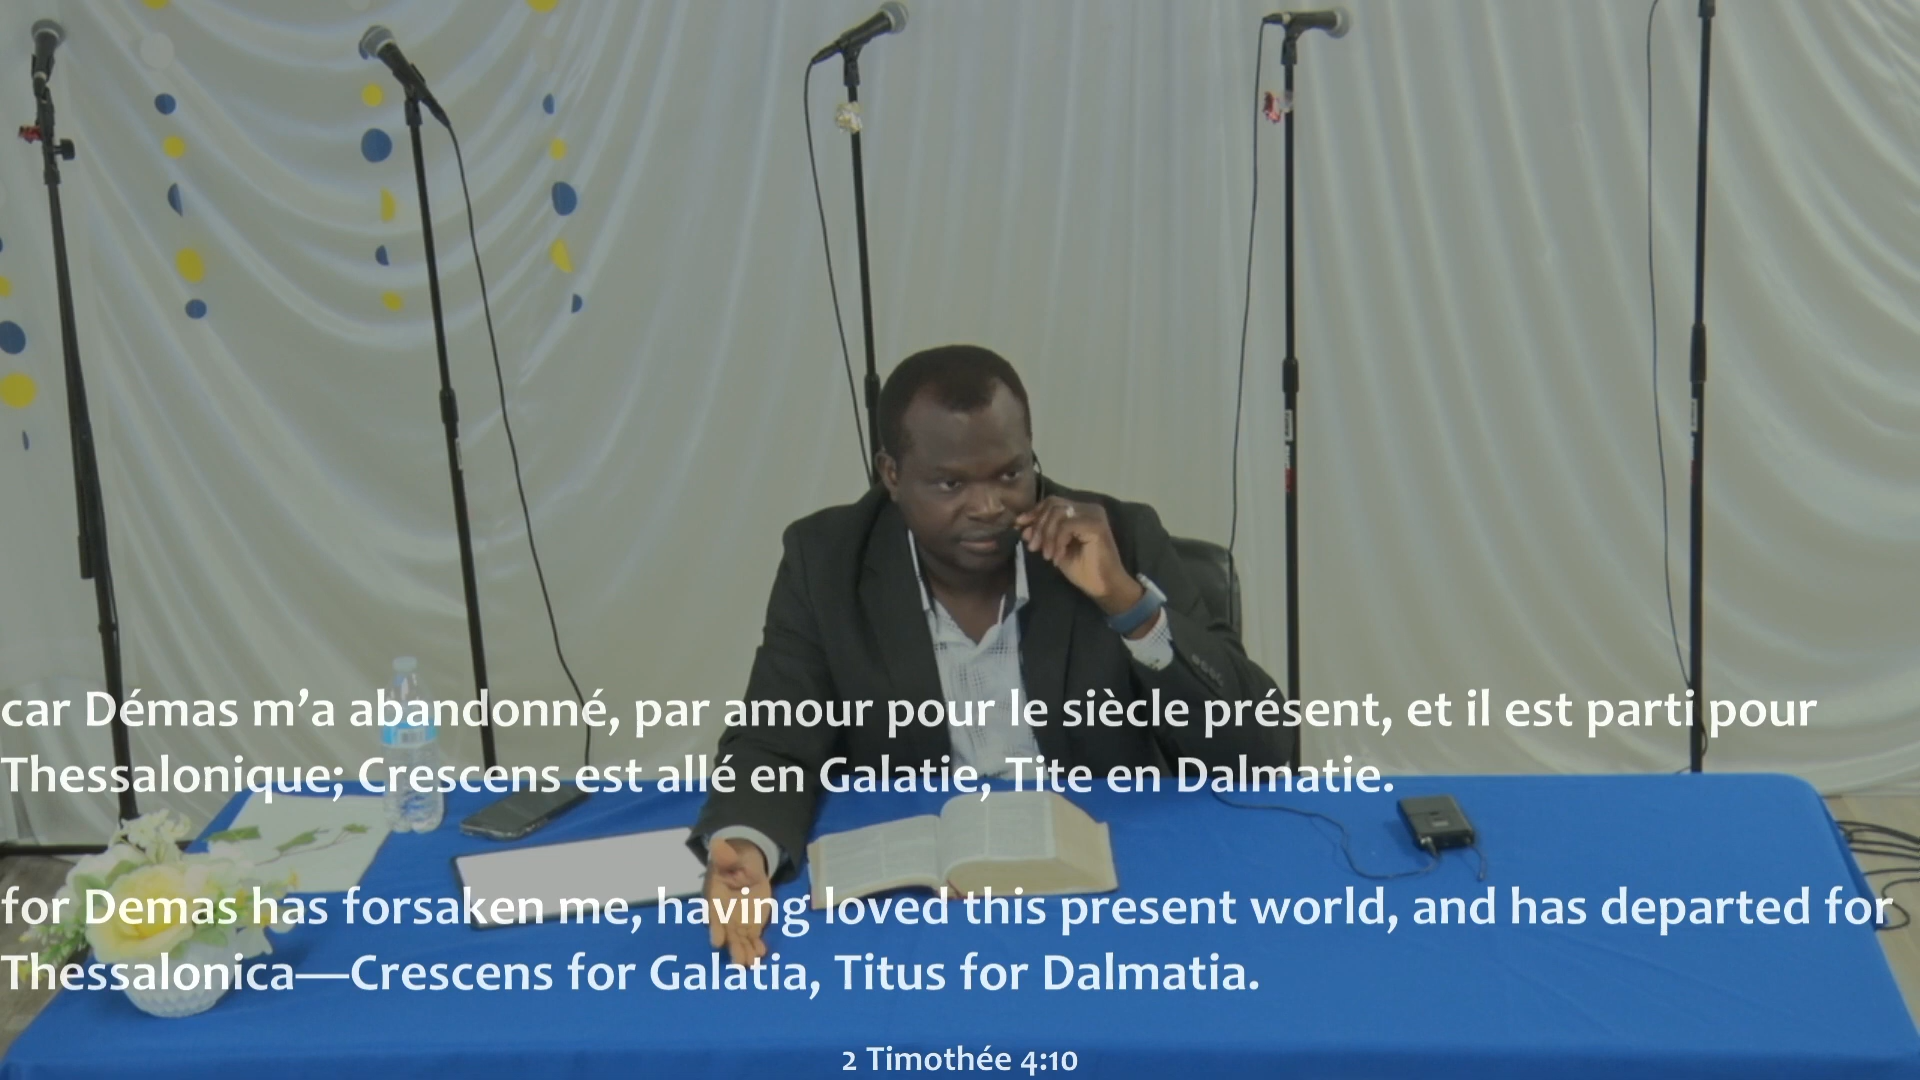 car Démas m’a abandonné, par amour pour le siècle présent, et il est parti pour
Thessalonique; Crescens est allé en Galatie, Tite en Dalmatie.
for Demas has forsaken me, having loved this present world, and has departed for
Thessalonica—Crescens for Galatia, Titus for Dalmatia.
2 Timothée 4:10